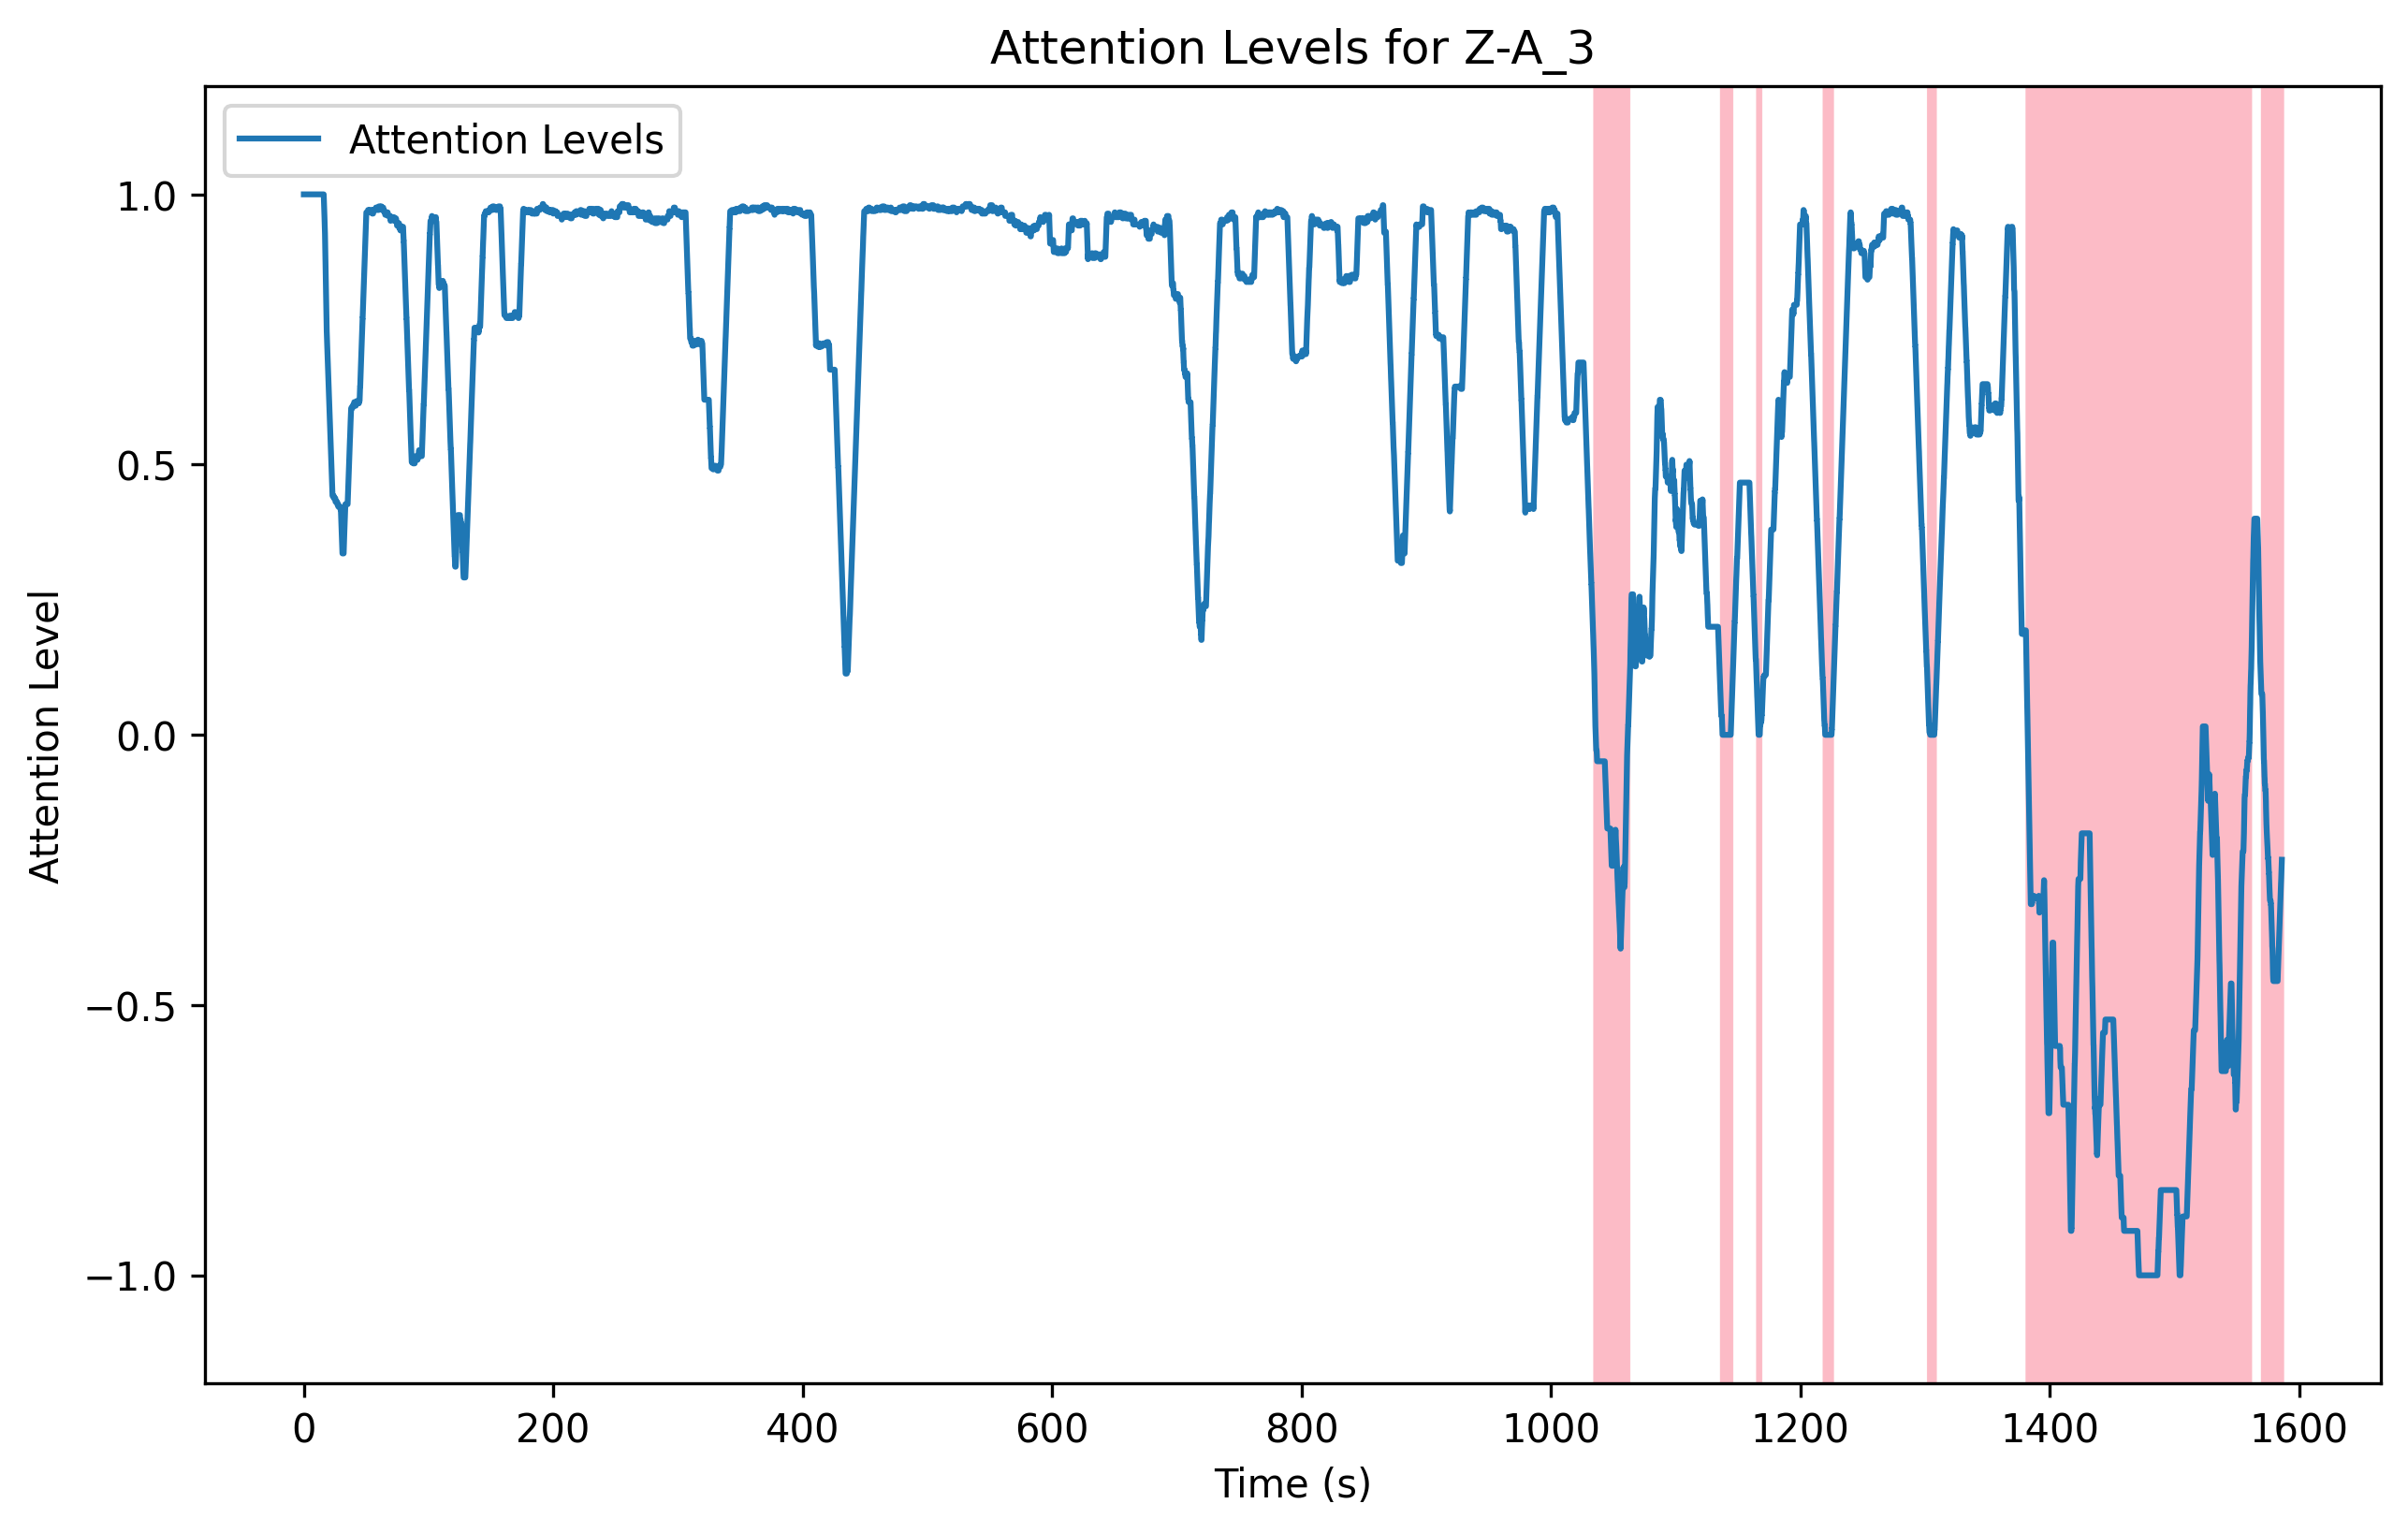 Attention Levels for Z-A_3
Attention Levels
1.0
0.5
0.0
−0.5
−1.0
Attention Level
0 200 400 600 800 1000 1200 1400 1600
Time (s)